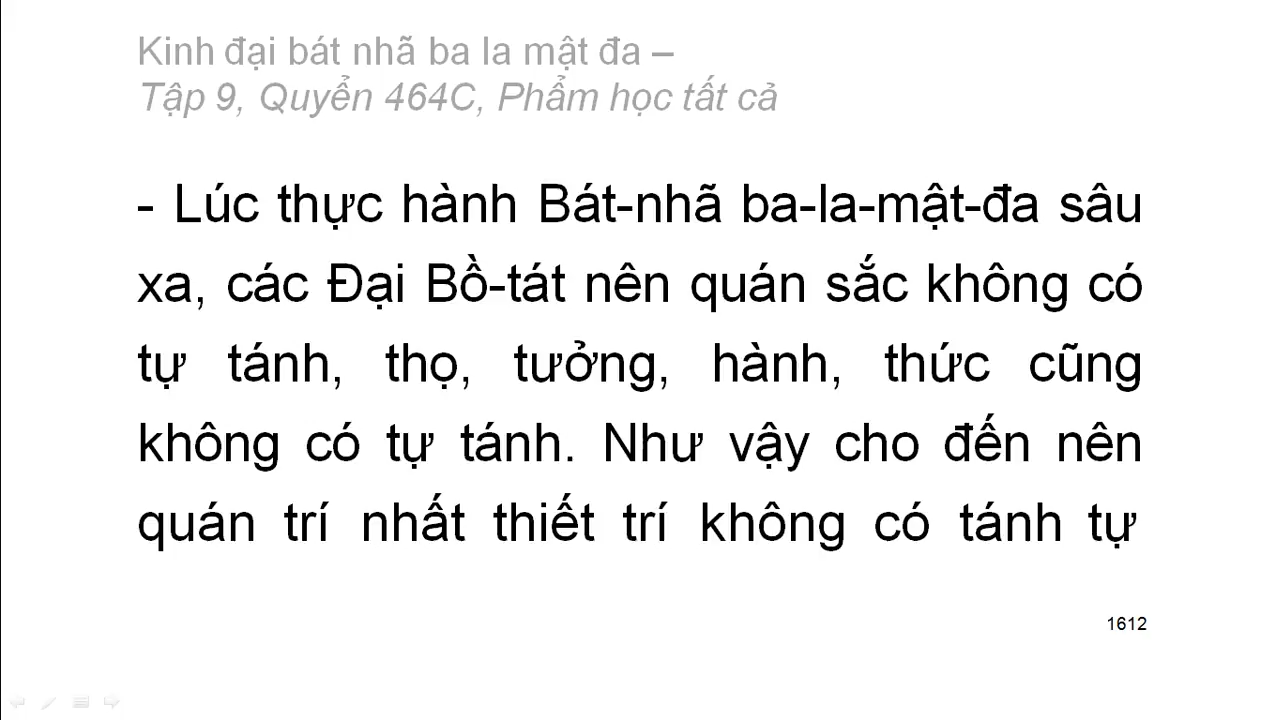 Kinh đại bát nhã ba la mật đa –
Tập 9, Quyển 464C, Phẩm học tất cả
- Lúc thực hành Bát-nhã ba-la-mật-đa sâu
xa, các Đại Bồ-tát nên quán sắc không có
tự tánh, thọ, tưởng, hành, thức cũng
không có tự tánh. Như vậy cho đến nên
quán trí nhất thiết trí không có tánh tự
1612